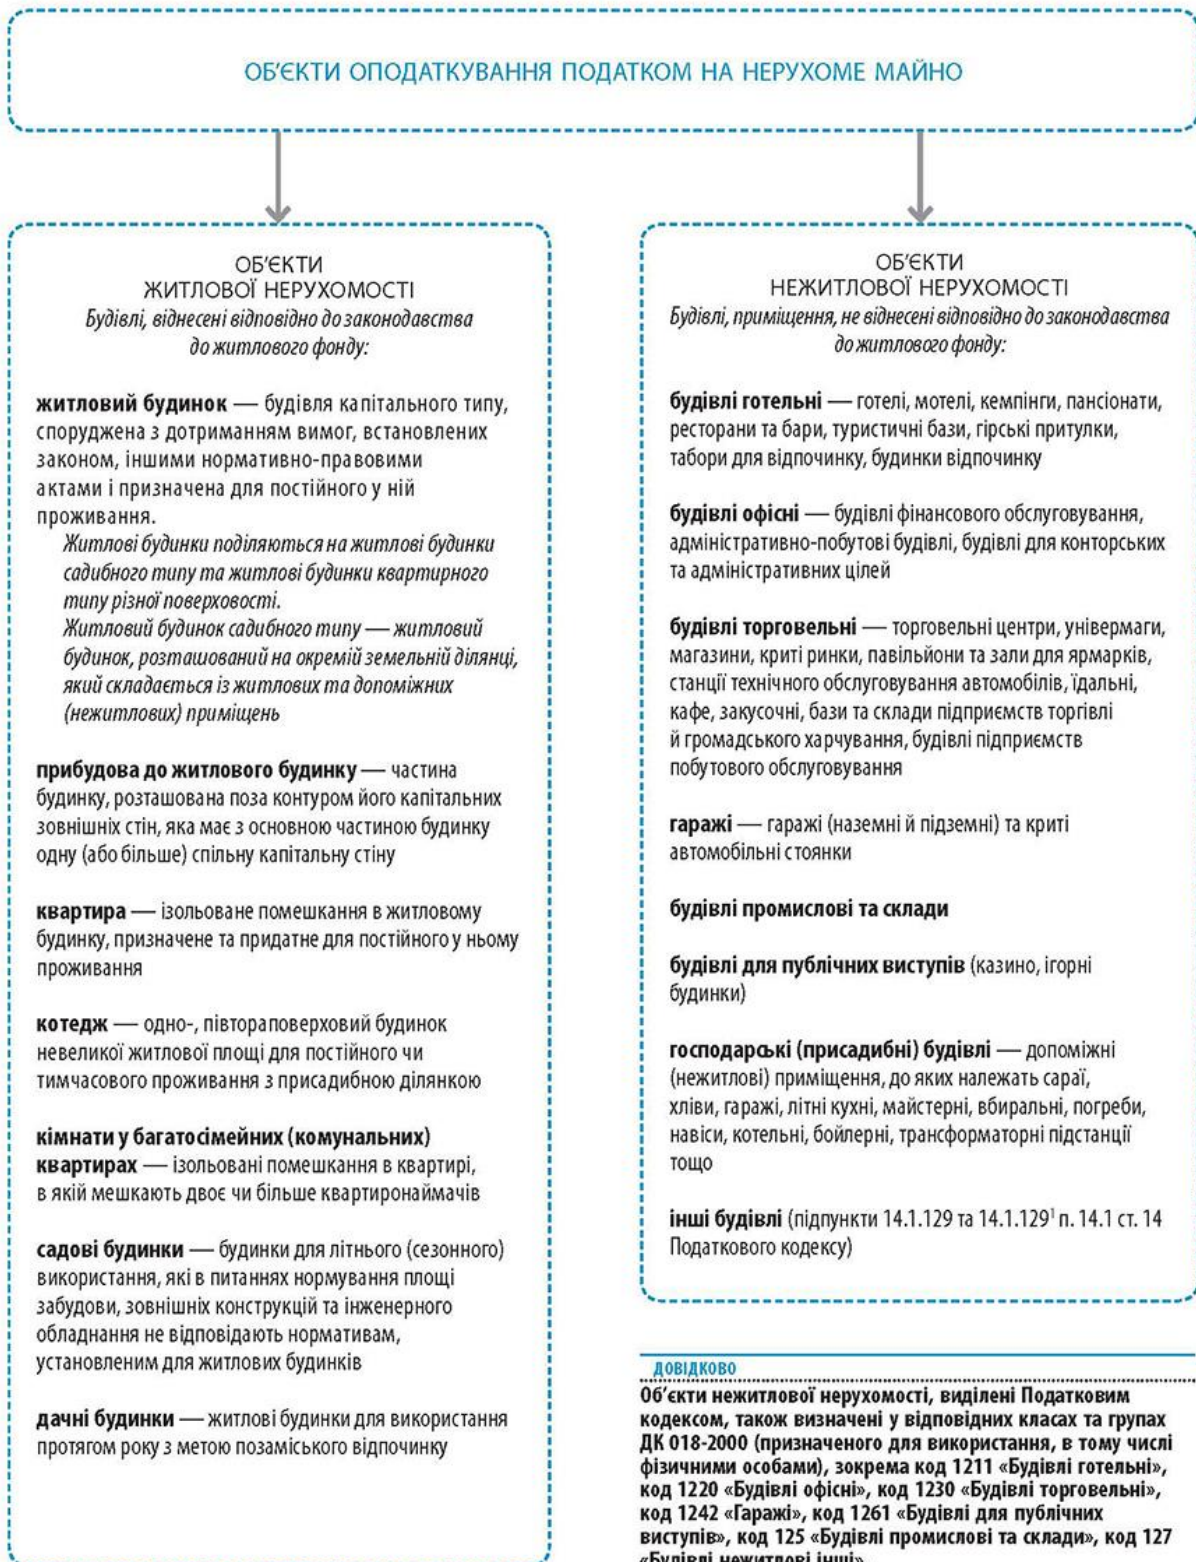 ОБ'ЄКТИ ОПОДАТКУВАННЯ ПОДАТКОМ НА НЕРУХОМЕ МАЙНО
ОБ'ЄКТИ
ЖИТЛОВОЇ НЕРУХОМОСТІ
Будівлі, віднесені відповідно до законодавства
до житлового фонду:
житловий будинок — будівля капітального типу,
споруджена з дотриманням вимог, встановлених
законом, іншими нормативно-правовими
актами і призначена для постійного у ній
проживання.
Житлові будинки поділяються на житлові будинки
садибного типу та житлові будинки квартирного
типу різної поверховості.
Житловий будинок садибного типу — житловий
будинок, розташований на окремій земельній ділянці,
який складається із житлових та допоміжних
(нежитлових) приміщень
прибудова до житлового будинку — частина
будинку, розташована поза контуром його капітальних
зовнішніх стін, яка має з основною частиною будинку
одну (або більше) спільну капітальну стіну
квартира — ізольоване помешкання в житловому
будинку, призначене та придатне для постійного у ньому
проживання
котедж — одно-, півтораповерховий будинок
невеликої житлової площі для постійного чи
тимчасового проживання з присадибною ділянкою
кімнати у багатосімейних (комунальних)
квартирах — ізольовані помешкання в квартирі,
в якій мешкають двоє чи більше квартиронаймачів
садові будинки — будинки для літнього (сезонного)
використання, які в питаннях нормування площі
забудови, зовнішніх конструкцій та інженерного
обладнання не відповідають нормативам,
установленим для житлових будинків
дачні будинки — житлові будинки для використання
протягом року з метою позаміського відпочинку
ОБ'ЄКТИ
НЕЖИТЛОВОЇ НЕРУХОМОСТІ
Будівлі, приміщення, не віднесені відповідно до законодавства
до житлового фонду:
будівлі готельні — готелі, мотелі, кемпінги, пансіонати,
ресторани та бари, туристичні бази, гірські притулки,
табори для відпочинку, будинки відпочинку
будівлі офісні — будівлі фінансового обслуговування,
адміністративно-побутові будівлі, будівлі для конторських
та адміністративних цілей
будівлі торговельні — торговельні центри, універмаги,
магазини, криті ринки, павільйони та зали для ярмарків,
станції технічного обслуговування автомобілів, їдальні,
кафе, закусочні, бази та склади підприємств торгівлі
й громадського харчування, будівлі підприємств
побутового обслуговування
гаражі — гаражі (наземні й підземні) та криті
автомобільні стоянки
будівлі промислові та склади
будівлі для публічних виступів (казино, ігорні
будинки)
господарські (присадибні) будівлі — допоміжні
(нежитлові) приміщення, до яких належать сараї,
хліви, гаражі, літні кухні, майстерні, вбиральні, погреби,
навіси, котельні, бойлерні, трансформаторні підстанції
тощо
інші будівлі (підпункти 14.1.129 та 14.1.129¹ п. 14.1 ст. 14
Податкового кодексу)
ДОВІДКОВО
Об'єкти нежитлової нерухомості, виділені Податковим
кодексом, також визначені у відповідних класах та групах
ДК 018-2000 (призначеного для використання, в тому числі
фізичними особами), зокрема код 1211 «Будівлі готельні»,
код 1220 «Будівлі офісні», код 1230 «Будівлі торговельні»,
код 1242 «Гаражі», код 1261 «Будівлі для публічних
виступів», код 125 «Будівлі промислові та склади», код 127
«Будівлі нежитлові інші»